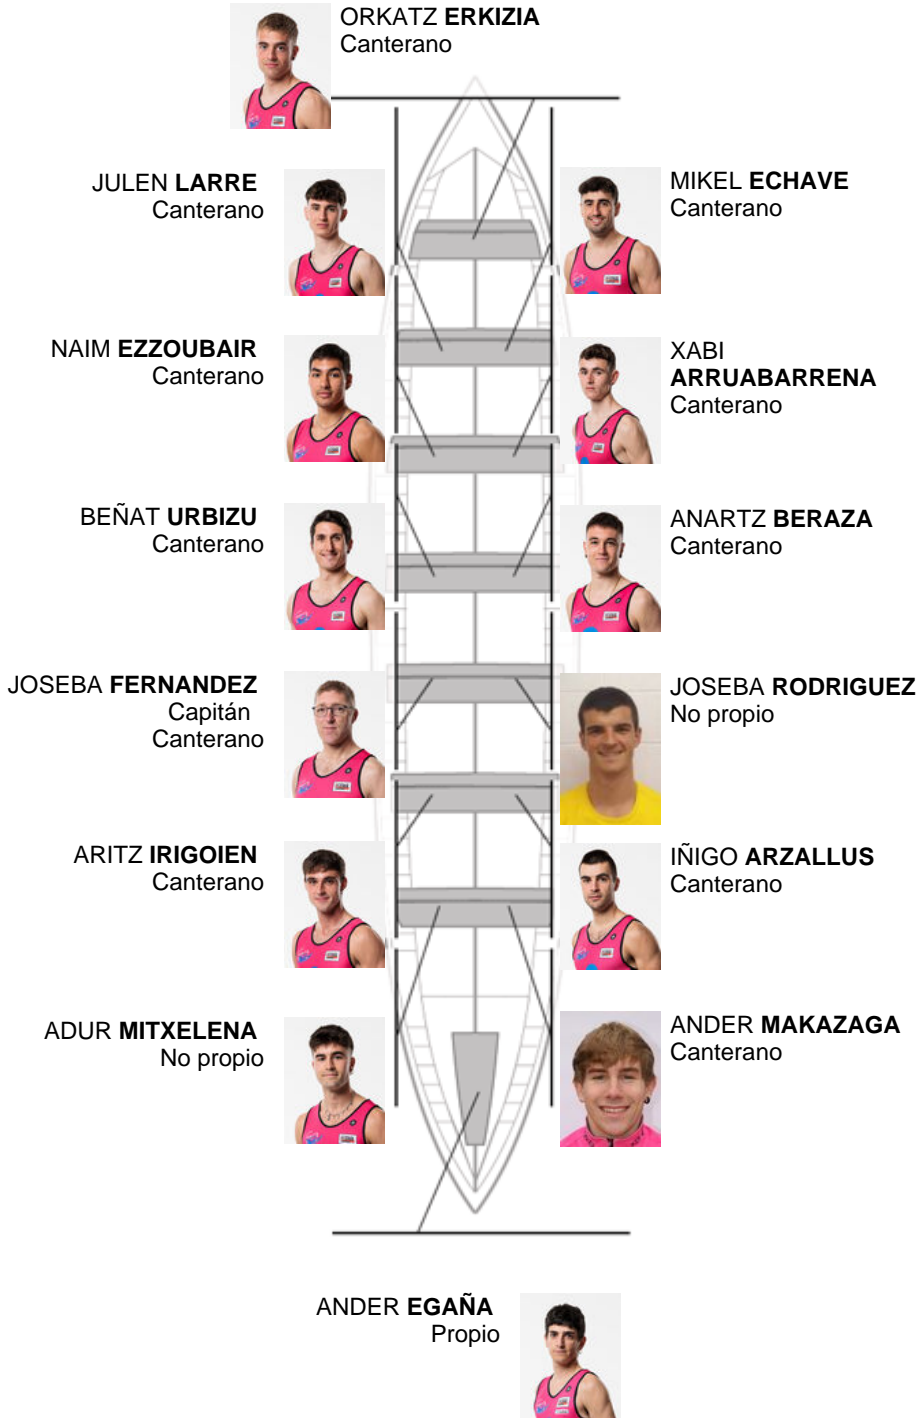 ORKATZ ERKIZIA
Canterano
JULEN LARRE
Canterano
MIKEL ECHAVE
Canterano
NAIM EZZOUBAIR
Canterano
XABI
ARRUABARRENA
Canterano
BEÑAT URBIZU
Canterano
ANARTZ BERAZA
Canterano
JOSEBA FERNANDEZ
Capitán
Canterano
JOSEBA RODRIGUEZ
No propio
ARITZ IRIGOIEN
Canterano
IÑIGO ARZALLUS
Canterano
ADUR MITXELENA
No propio
ANDER MAKAZAGA
Canterano
ANDER EGAÑA
Propio